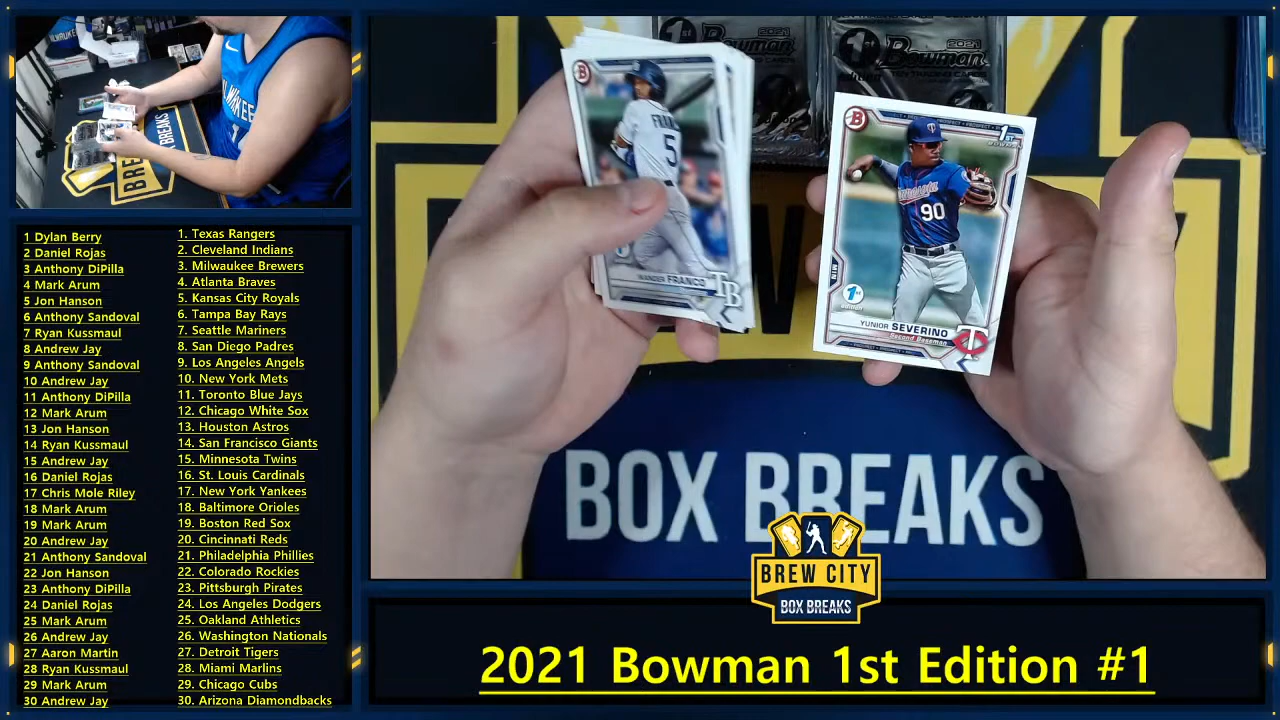 1 Dylan Berry
2 Daniel Rojas
3 Anthony DiPilla
4 Mark Arum
5 Jon Hanson
6 Anthony Sandoval
7 Ryan Kussmaul
8 Andrew Jay
9 Anthony Sandoval
10 Andrew Jay
11 Anthony DiPilla
12 Mark Arum
13 Jon Hanson
14 Ryan Kussmaul
15 Andrew Jay
16 Daniel Rojas
17 Chris Mole Riley
18 Mark Arum
19 Mark Arum
20 Andrew Jay
21 Anthony Sandoval
22 Jon Hanson
23 Anthony DiPilla
24 Daniel Rojas
25 Mark Arum
26 Andrew Jay
27 Aaron Martin
28 Ryan Kussmaul
29 Mark Arum
30 Andrew Jay
1. Texas Rangers
2. Cleveland Indians
3. Milwaukee Brewers
4. Atlanta Braves
5. Kansas City Royals
6. Tampa Bay Rays
7. Seattle Mariners
8. San Diego Padres
9. Los Angeles Angels
10. New York Mets
11. Toronto Blue Jays
12. Chicago White Sox
13. Houston Astros
14. San Francisco Giants
15. Minnesota Twins
16. St. Louis Cardinals
17. New York Yankees
18. Baltimore Orioles
19. Boston Red Sox
20. Cincinnati Reds
21. Philadelphia Phillies
22. Colorado Rockies
23. Pittsburgh Pirates
24. Los Angeles Dodgers
25. Oakland Athletics
26. Washington Nationals
27. Detroit Tigers
28. Miami Marlins
29. Chicago Cubs
30. Arizona Diamondbacks
1st Bowman
2021
Bowman
B
5
WANDER FRANCO
TB
B
1st
Minnesota
90
MIN
1st
YUNIOR SEVERINO
Second Baseman
BOX BREAKS
BREW CITY
BOX BREAKS
2021 Bowman 1st Edition #1